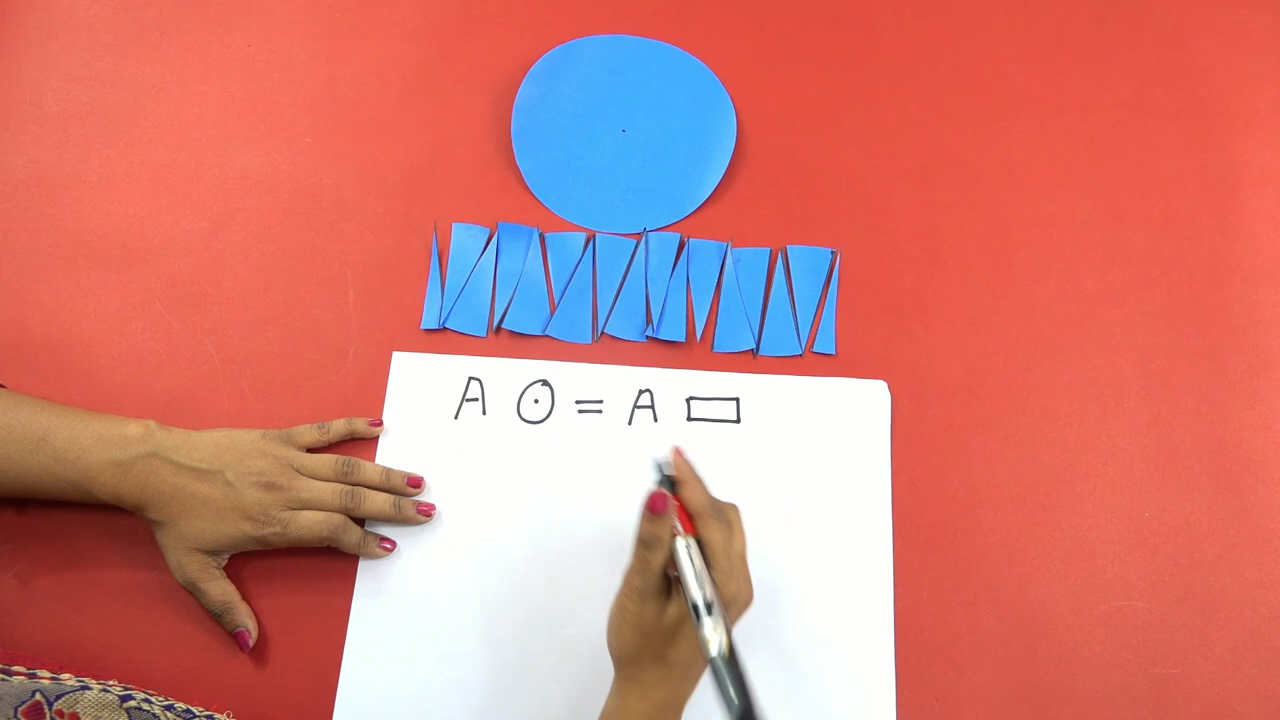 A ⊙ = A ▭